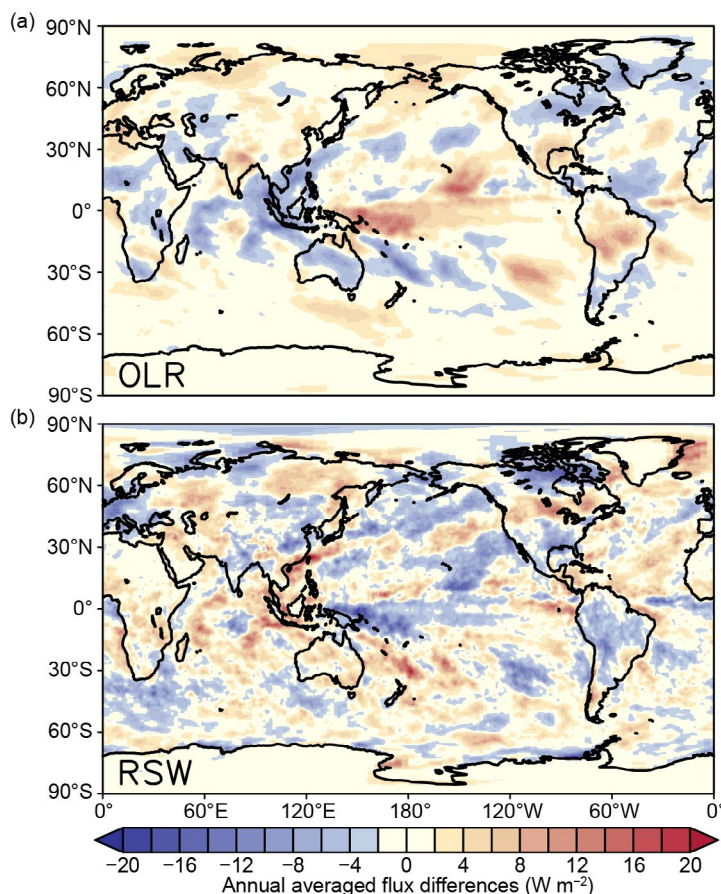 (a)
90°N
60°N
30°N
0°
30°S
60°S
90°S
OLR
(b)
90°N
60°N
30°N
0°
30°S
60°S
90°S
RSW
0° 60°E 120°E 180° 120°W 60°W 0°
−20 −16 −12 −8 −4 0 4 8 12 16 20
Annual averaged flux differences (W m⁻²)